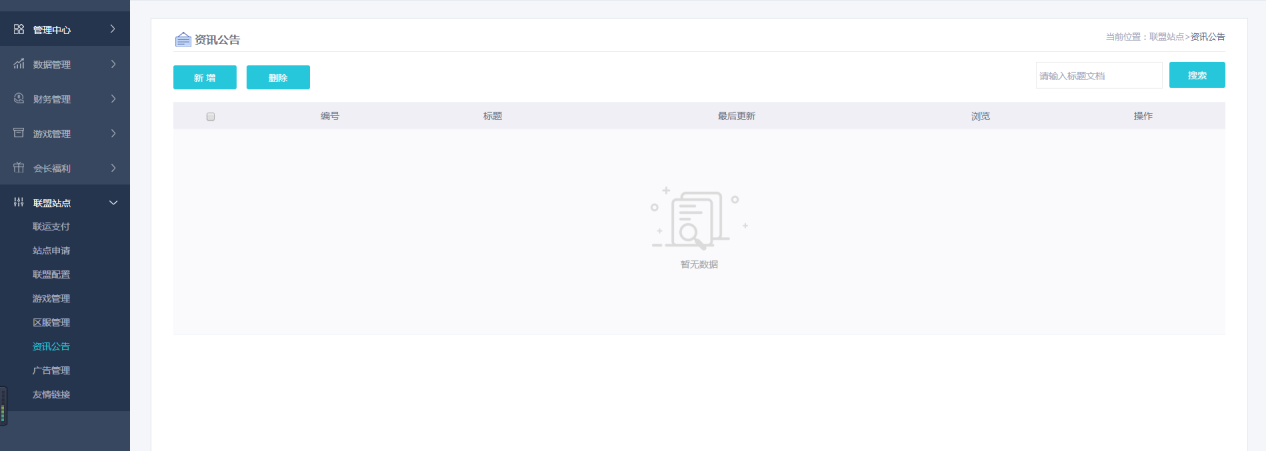 管理中心
数据管理
财务管理
游戏管理
会长福利
联盟站点
联运支付
站点申请
联盟配置
游戏管理
区服管理
资讯公告
广告管理
友情链接
资讯公告
当前位置：联盟站点>资讯公告
新 增 删除 请输入标题文档 搜索
编号 标题 最后更新 浏览 操作
暂无数据